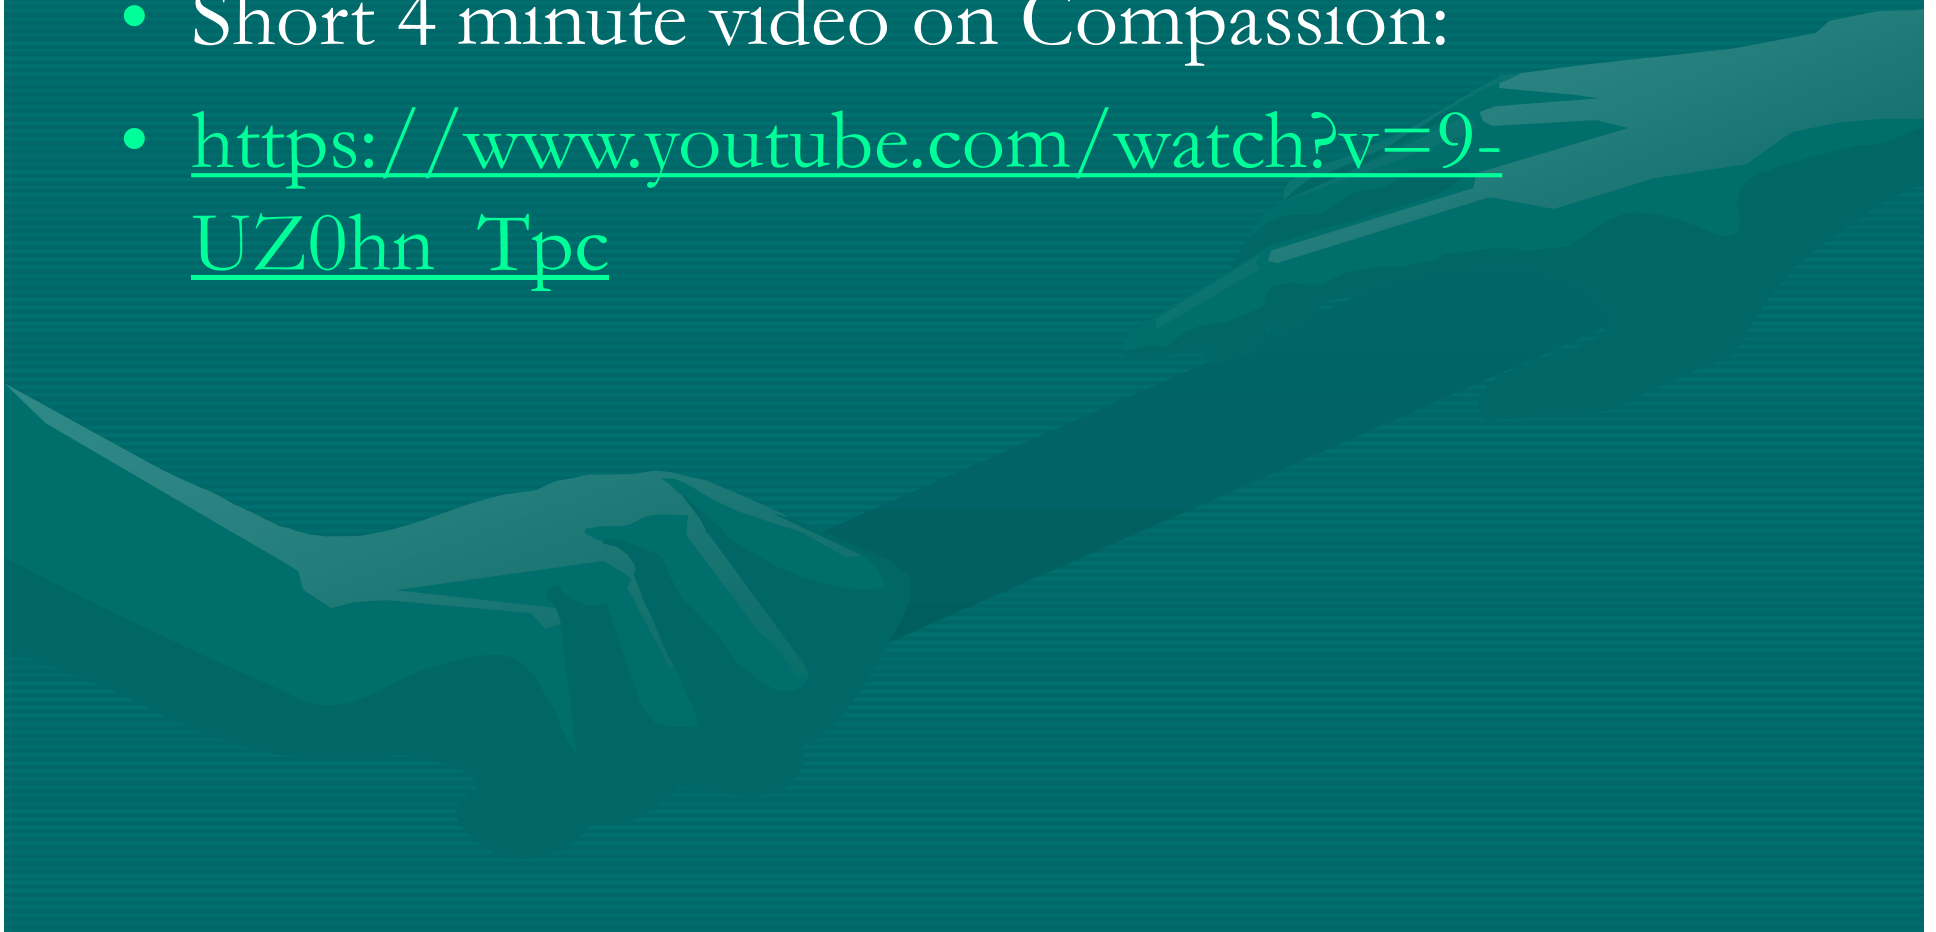 • Short 4 minute video on Compassion:
• https://www.youtube.com/watch?v=9-
UZ0hn_Tpc